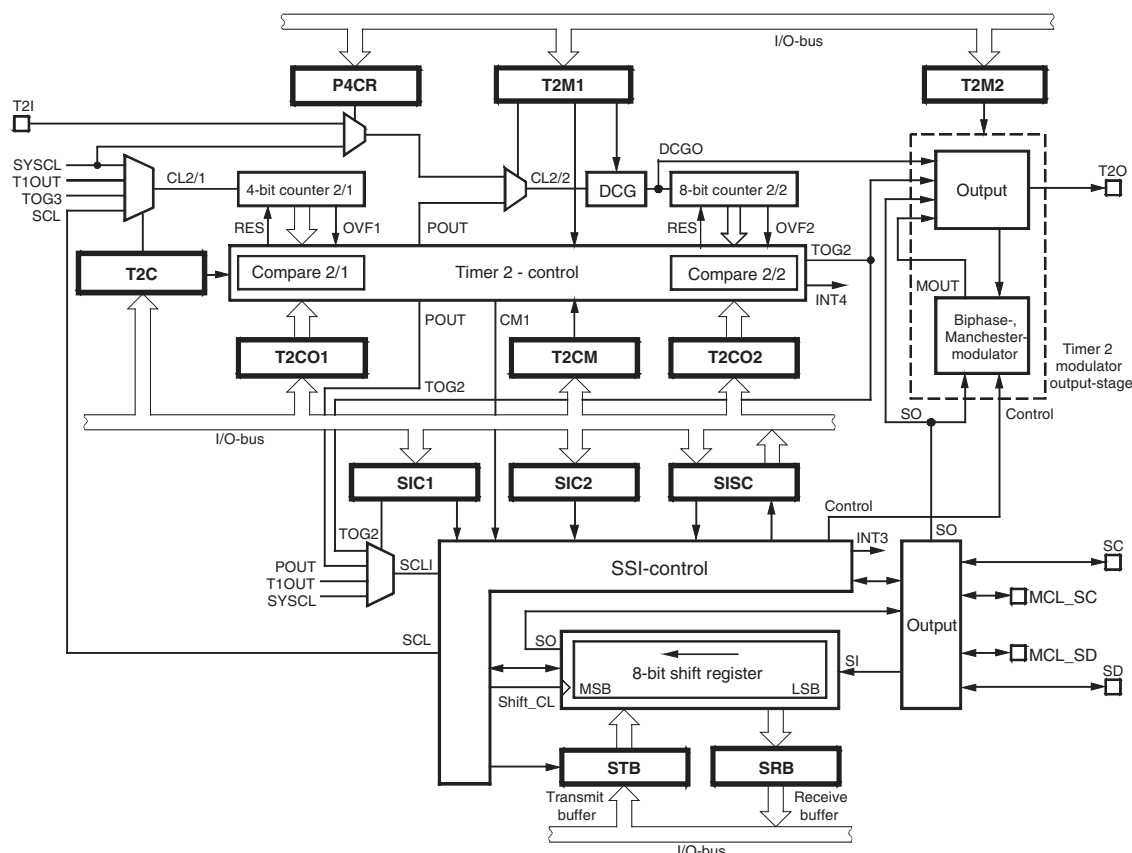 I/O-bus
P4CR
T2M1
T2M2
T2I
DCGO
SYSCL
T1OUT
TOG3
SCL
CL2/1
4-bit counter 2/1
CL2/2
DCG
8-bit counter 2/2
Output
T2O
RES
OVF1
POUT
RES
OVF2
TOG2
T2C
Compare 2/1
Timer 2 - control
Compare 2/2
INT4
MOUT
Biphase-,
Manchester-
modulator
Timer 2
modulator
output-stage
POUT
CM1
T2CO1
T2CM
T2CO2
TOG2
SO
Control
I/O-bus
SIC1
SIC2
SISC
Control
TOG2
INT3
SO
POUT
T1OUT
SYSCL
SCLI
SSI-control
SC
MCL_SC
Output
SCL
SO
8-bit shift register
MSB
LSB
SI
MCL_SD
SD
Shift_CL
STB
SRB
Transmit
buffer
Receive
buffer
I/O-bus